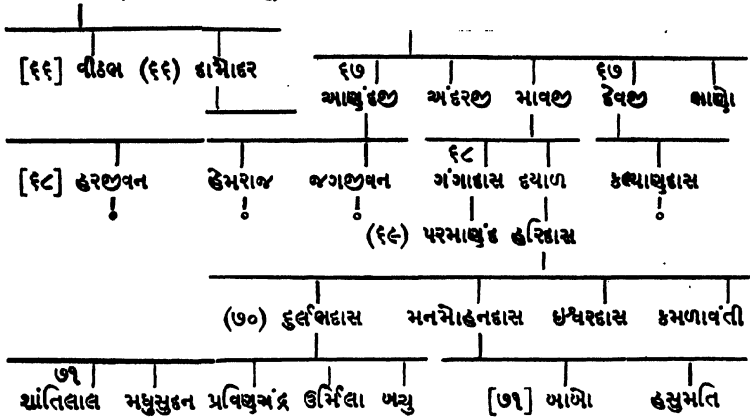 [૬૬] વીઠભ (૬૬) દામોદર
૬૭ ૬૭
આણંદજી અંદરજી માવજી દેવજી શાણો
૬૮
[૬૮] હરજીવન હેમરાજ જગજીવન ગંગાદાસ દયાળ કલ્યાણદાસ
(૬૯) પરમાણંદ હરિદાસ
(૭૦) દુર્લભદાસ મનમોહનદાસ ઇશ્વરદાસ કમળાવંતી
૭૧
શાંતિલાલ મધુસુદન પ્રવિણચંદ્ર ઉર્મિલા બચુ [૭૧] બાબો હસુમતિ